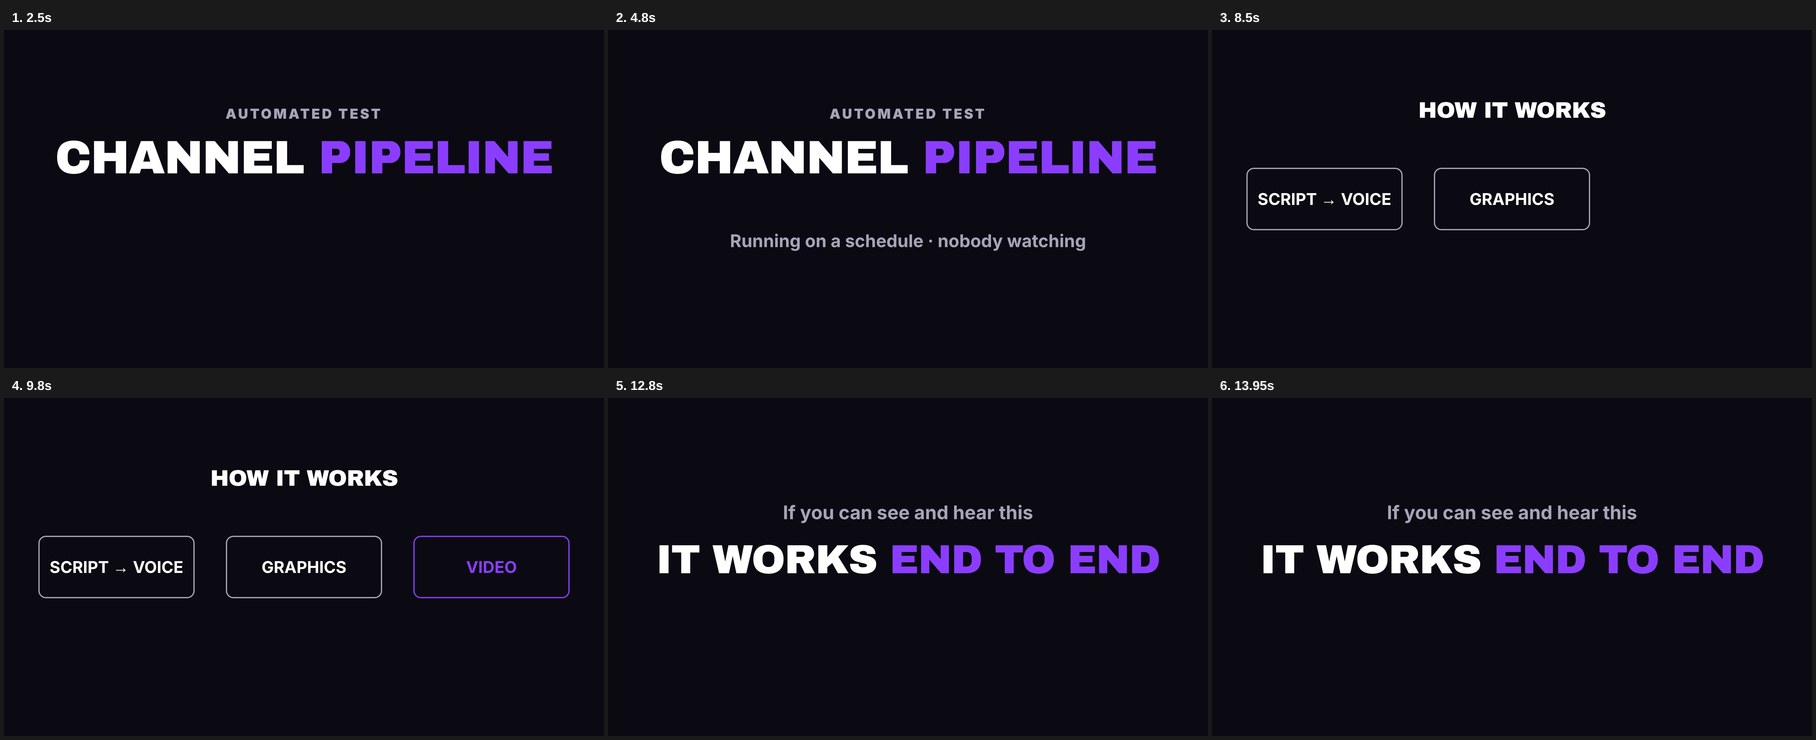 1. 2.5s
AUTOMATED TEST
CHANNEL PIPELINE
2. 4.8s
AUTOMATED TEST
CHANNEL PIPELINE
Running on a schedule · nobody watching
3. 8.5s
HOW IT WORKS
SCRIPT → VOICE
GRAPHICS
4. 9.8s
HOW IT WORKS
SCRIPT → VOICE
GRAPHICS
VIDEO
5. 12.8s
If you can see and hear this
IT WORKS END TO END
6. 13.95s
If you can see and hear this
IT WORKS END TO END